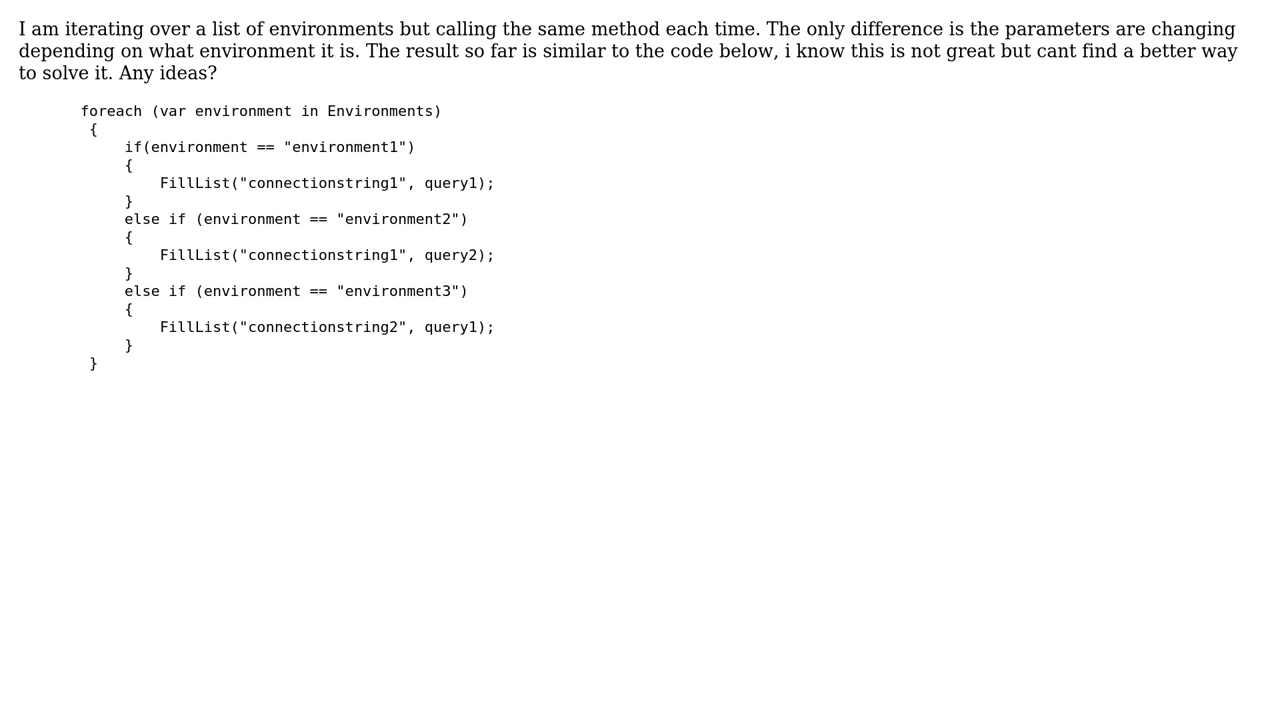 I am iterating over a list of environments but calling the same method each time. The only difference is the parameters are changing
depending on what environment it is. The result so far is similar to the code below, i know this is not great but cant find a better way
to solve it. Any ideas?
foreach (var environment in Environments)
{
if(environment == "environment1")
{
FillList("connectionstring1", query1);
}
else if (environment == "environment2")
{
FillList("connectionstring1", query2);
}
else if (environment == "environment3")
{
FillList("connectionstring2", query1);
}
}